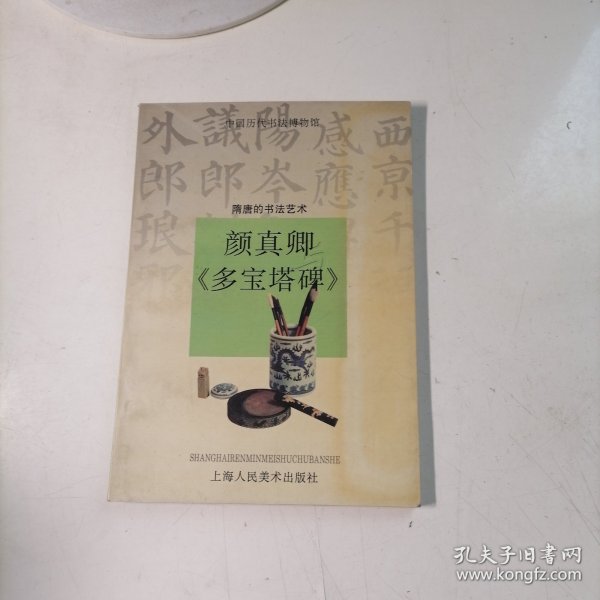 中国历代书法博物馆
西京千
感應
陽岑
議郎
外郎琅
隋唐的书法艺术
颜真卿
《多宝塔碑》
SHANGHAIRENMINMEISHUCHUBANSHE
上海人民美术出版社
孔夫子旧书网
www.kongfz.com